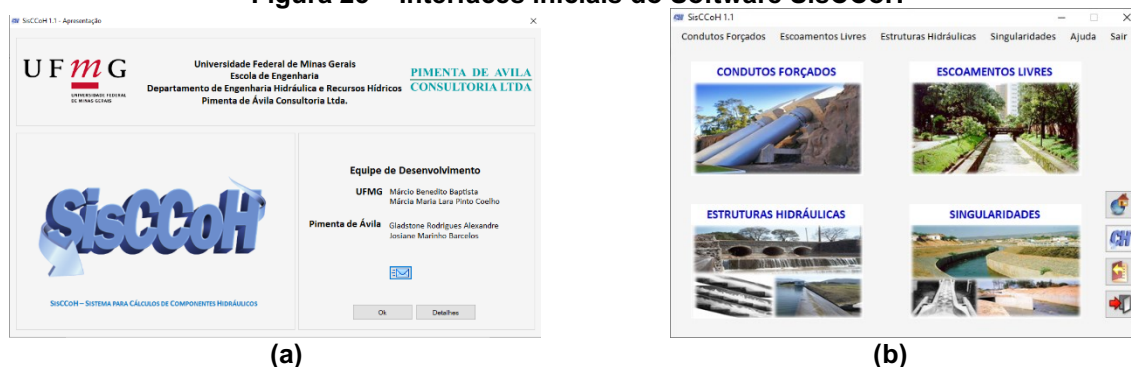 Figura 20 – Interfaces iniciais do Software SisCCoH
SisCCoH 1.1 - Apresentação
UFMG
UNIVERSIDADE FEDERAL
DE MINAS GERAIS
Universidade Federal de Minas Gerais
Escola de Engenharia
Departamento de Engenharia Hidráulica e Recursos Hídricos
Pimenta de Ávila Consultoria Ltda.
PIMENTA DE AVILA
CONSULTORIA LTDA
SisCCoH
SISCCOH – SISTEMA PARA CÁLCULOS DE COMPONENTES HIDRÁULICOS
Equipe de Desenvolvimento
UFMG Márcio Benedito Baptista
Márcia Maria Lara Pinto Coelho
Pimenta de Ávila Gladstone Rodrigues Alexandre
Josiane Marinho Barcelos
Ok Detalhes
(a)
SisCCoH 1.1
Condutos Forçados Escoamentos Livres Estruturas Hidráulicas Singularidades Ajuda Sair
CONDUTOS FORÇADOS ESCOAMENTOS LIVRES
ESTRUTURAS HIDRÁULICAS SINGULARIDADES
CH
(b)